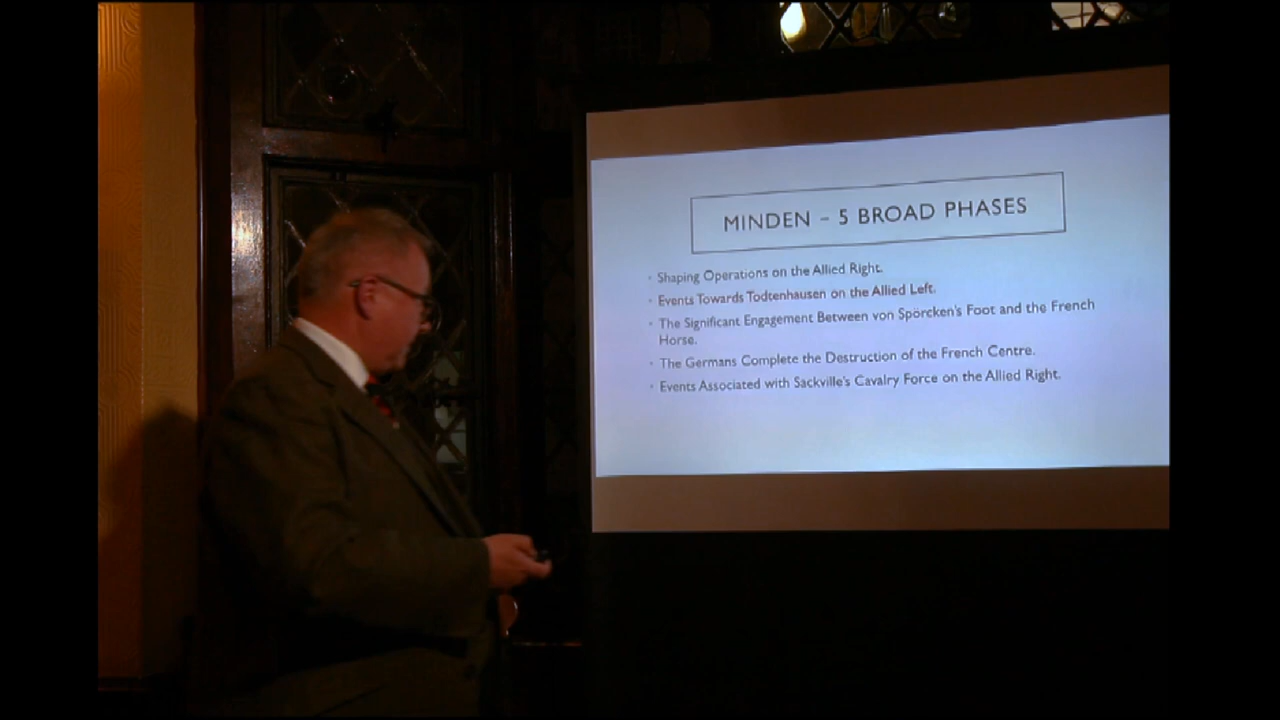 MINDEN – 5 BROAD PHASES
• Shaping Operations on the Allied Right.
• Events Towards Todtenhausen on the Allied Left.
• The Significant Engagement Between von Sporcken's Foot and the French
Horse.
• The Germans Complete the Destruction of the French Centre.
• Events Associated with Sackville's Cavalry Force on the Allied Right.